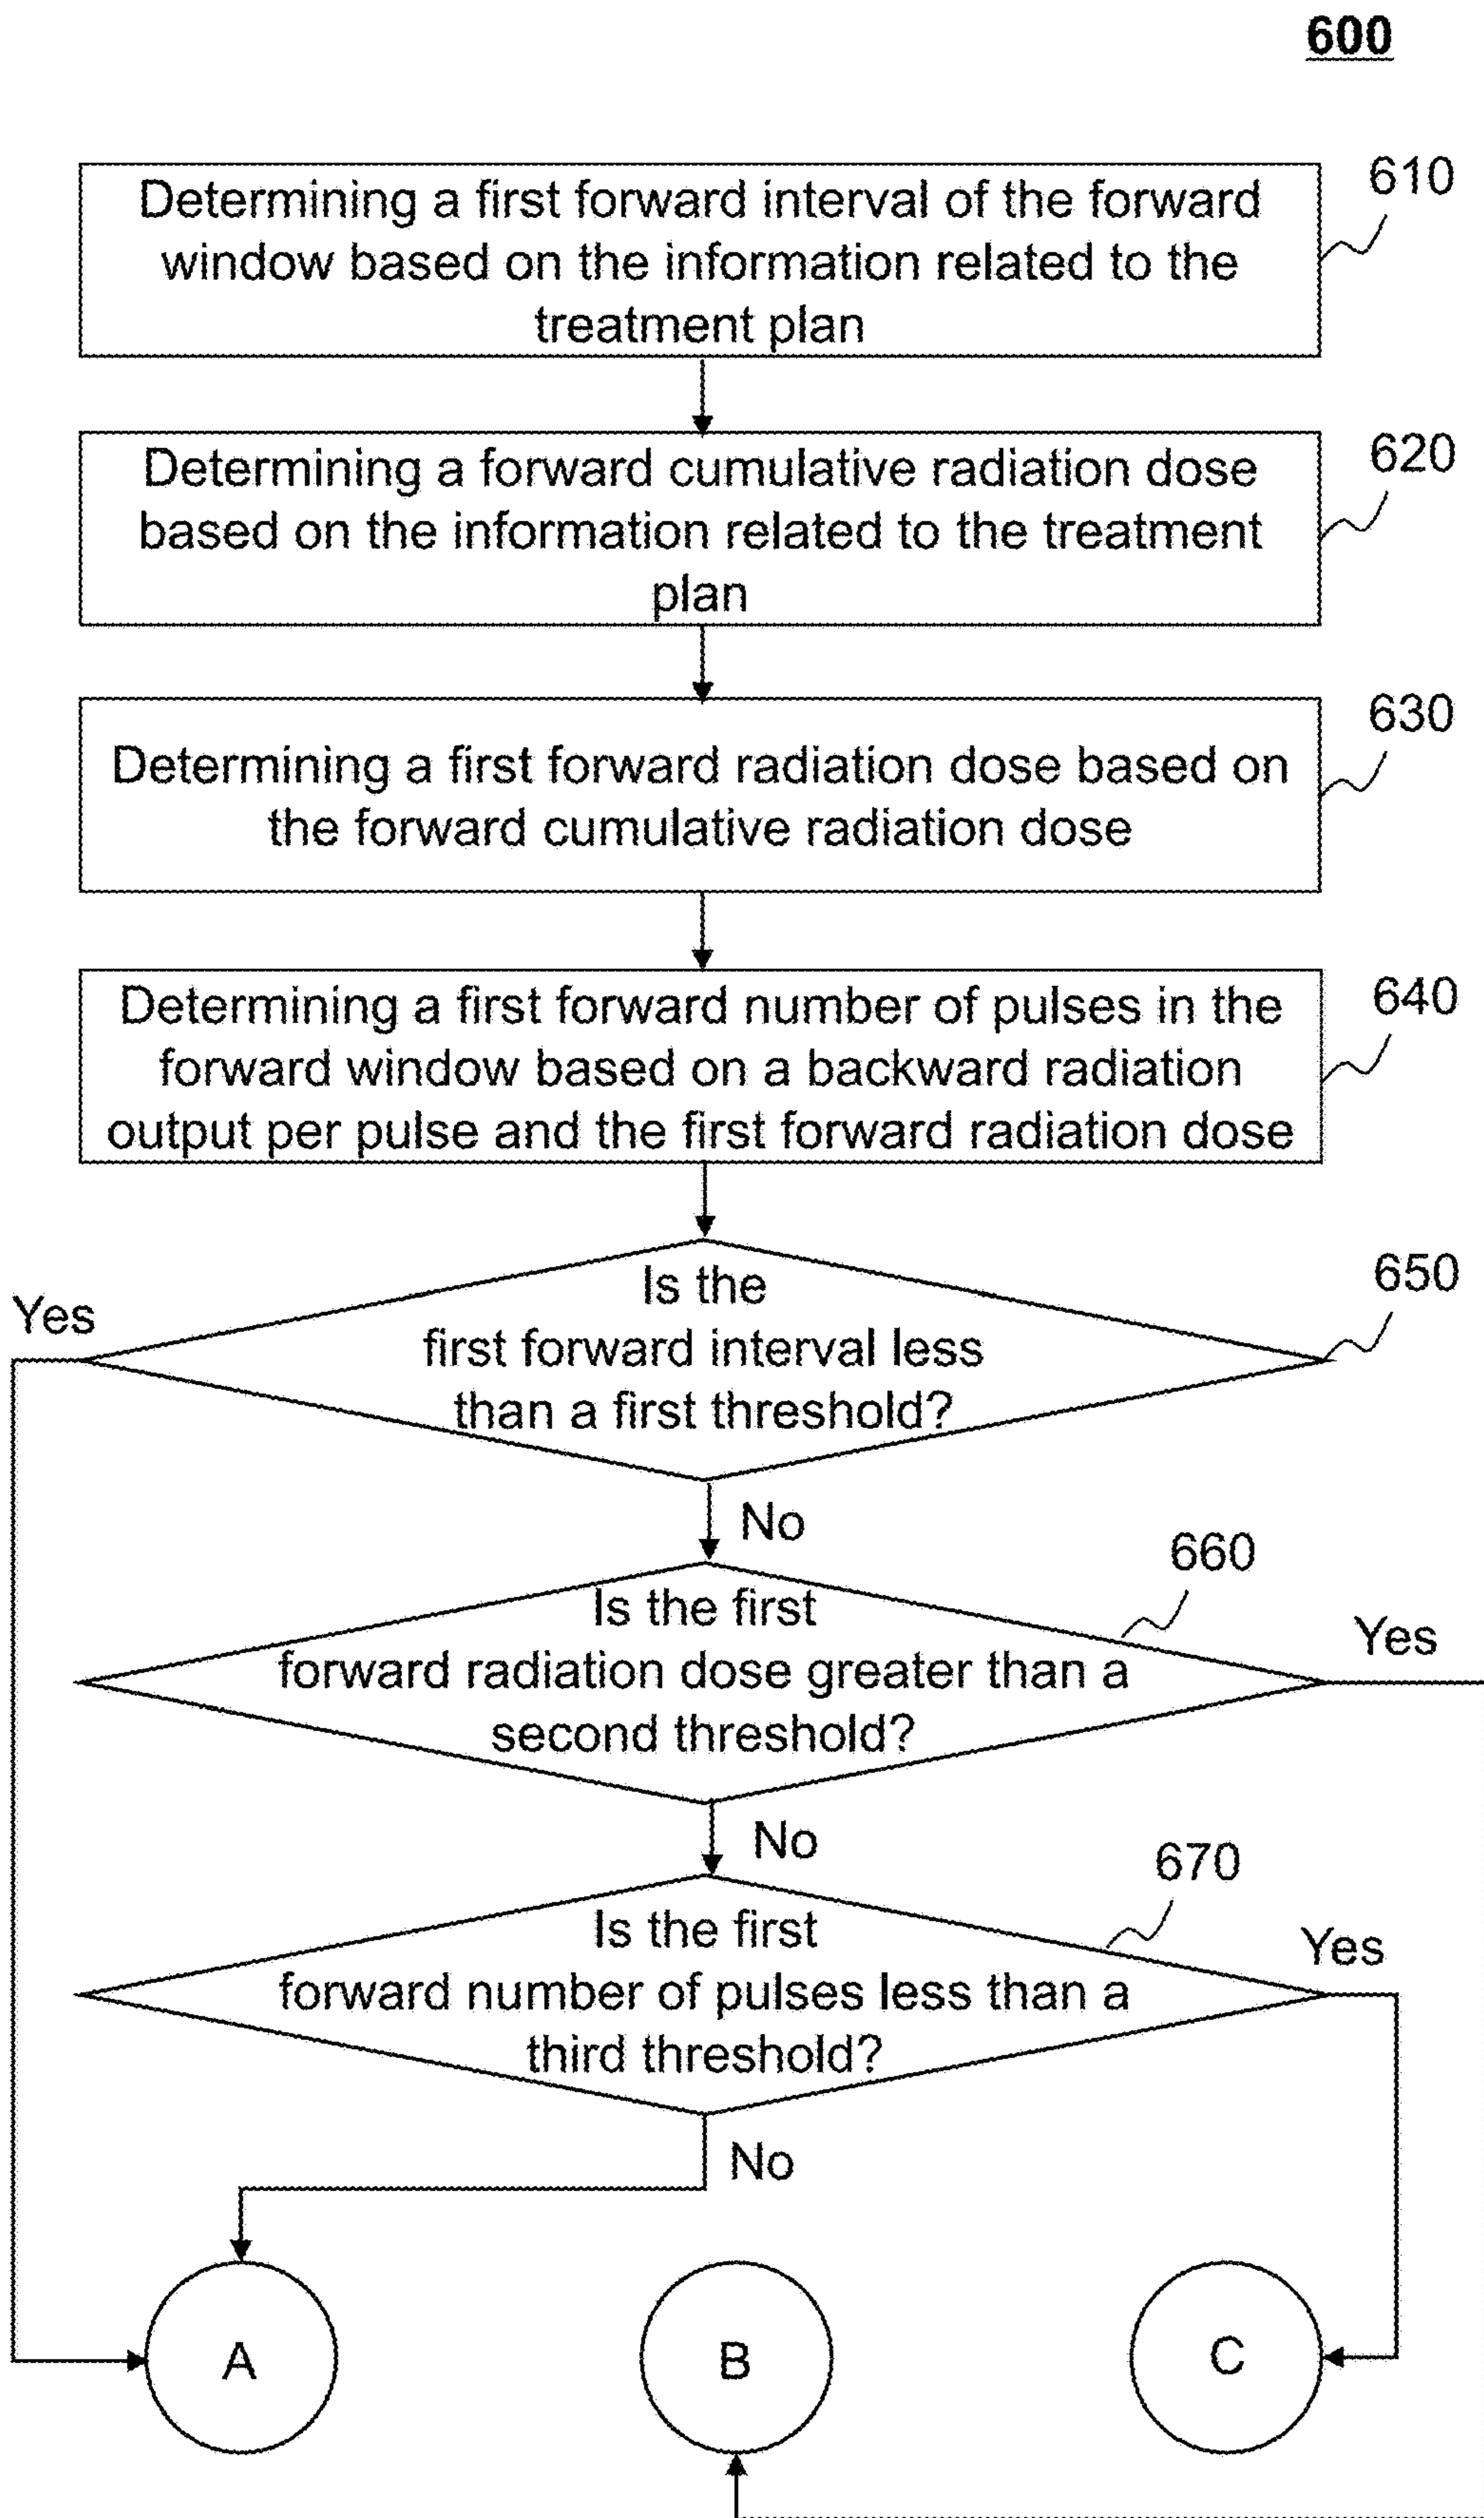 600
Determining a first forward interval of the forward
window based on the information related to the
treatment plan
610
Determining a forward cumulative radiation dose
based on the information related to the treatment
plan
620
Determining a first forward radiation dose based on
the forward cumulative radiation dose
630
Determining a first forward number of pulses in the
forward window based on a backward radiation
output per pulse and the first forward radiation dose
640
Is the
first forward interval less
than a first threshold?
650
Yes
No
Is the first
forward radiation dose greater than a
second threshold?
660
Yes
No
Is the first
forward number of pulses less than a
third threshold?
670
Yes
No
A
B
C